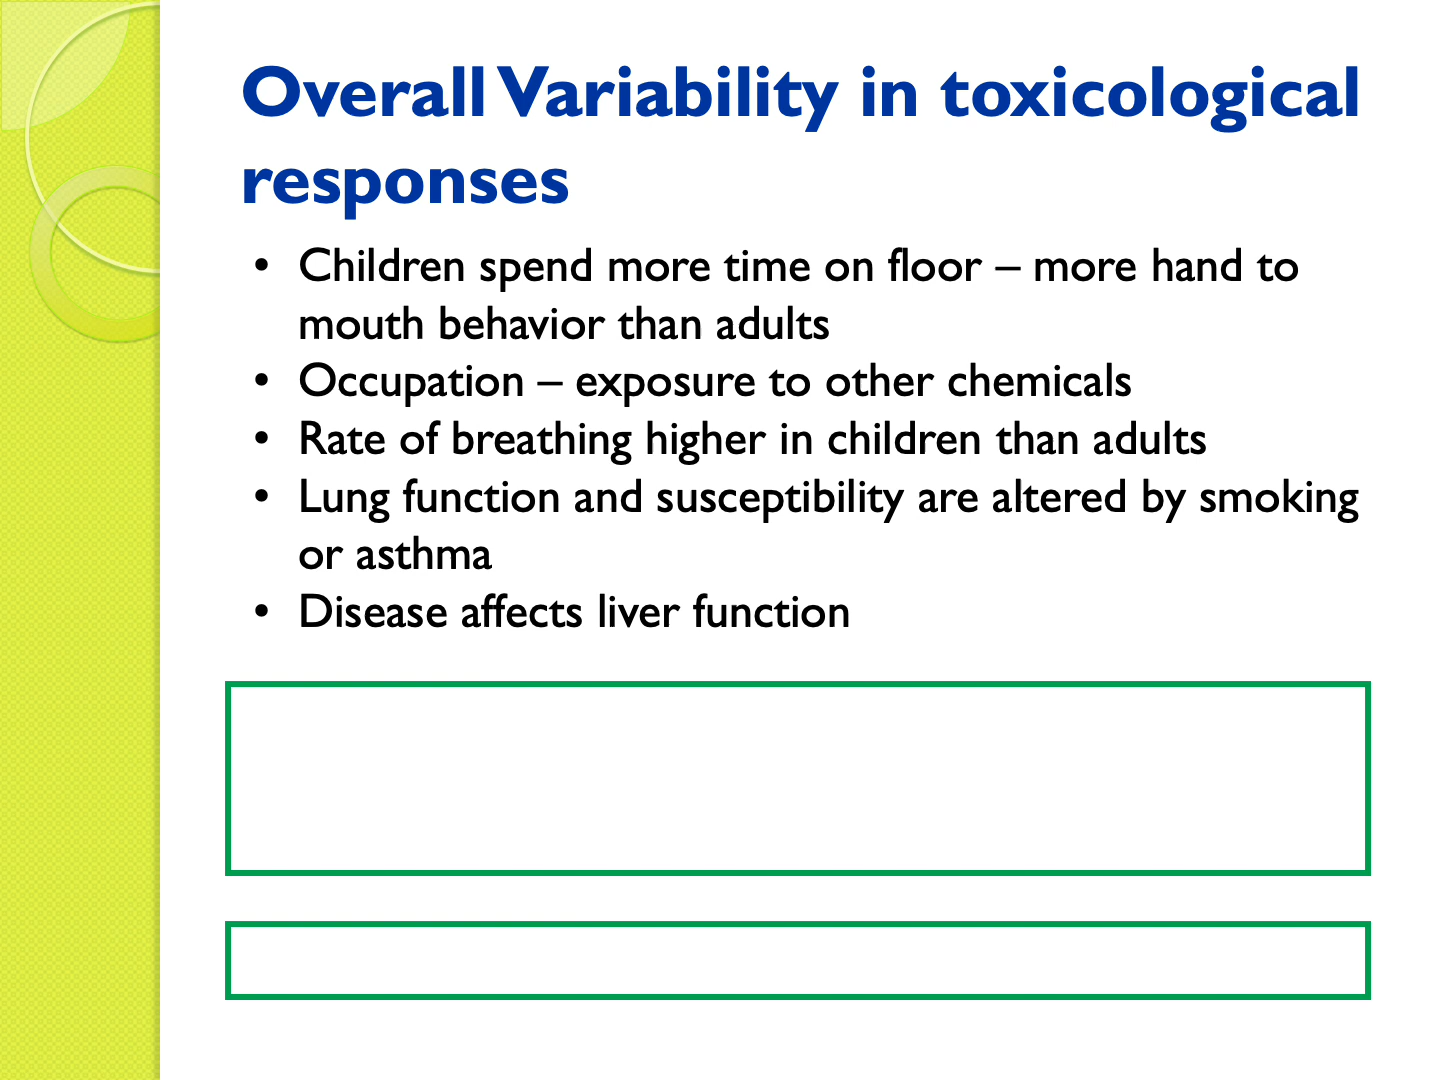 Overall Variability in toxicological
responses
• Children spend more time on floor – more hand to
mouth behavior than adults
• Occupation – exposure to other chemicals
• Rate of breathing higher in children than adults
• Lung function and susceptibility are altered by smoking
or asthma
• Disease affects liver function